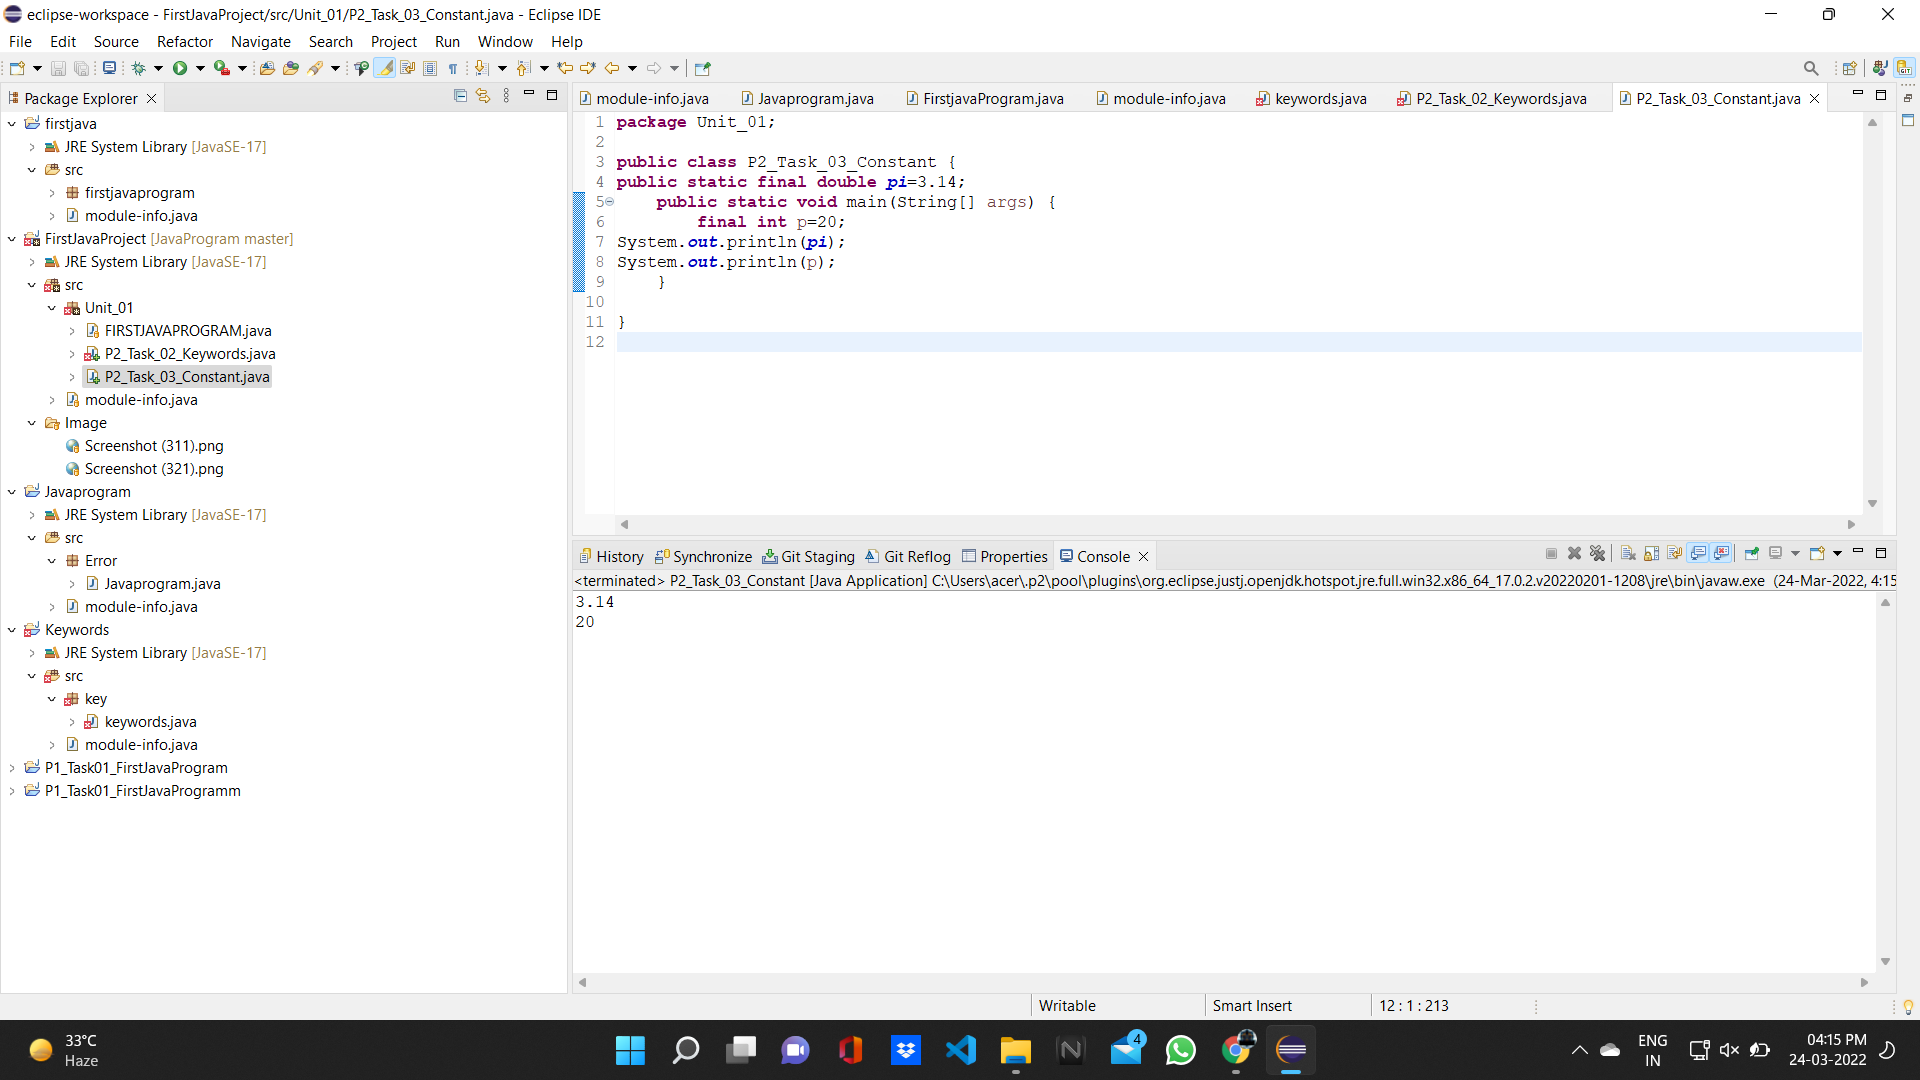 eclipse-workspace - FirstJavaProject/src/Unit_01/P2_Task_03_Constant.java - Eclipse IDE
File Edit Source Refactor Navigate Search Project Run Window Help
Package Explorer
firstjava
JRE System Library [JavaSE-17]
src
firstjavaprogram
module-info.java
FirstJavaProject [JavaProgram master]
JRE System Library [JavaSE-17]
src
Unit_01
FIRSTJAVAPROGRAM.java
P2_Task_02_Keywords.java
P2_Task_03_Constant.java
module-info.java
Image
Screenshot (311).png
Screenshot (321).png
Javaprogram
JRE System Library [JavaSE-17]
src
Error
Javaprogram.java
module-info.java
Keywords
JRE System Library [JavaSE-17]
src
key
keywords.java
module-info.java
P1_Task01_FirstJavaProgram
P1_Task01_FirstJavaProgramm
module-info.java Javaprogram.java FirstjavaProgram.java module-info.java keywords.java P2_Task_02_Keywords.java P2_Task_03_Constant.java
1 package Unit_01;
2
3 public class P2_Task_03_Constant {
4 public static final double pi=3.14;
5 public static void main(String[] args) {
6 final int p=20;
7 System.out.println(pi);
8 System.out.println(p);
9 }
10
11 }
12
History Synchronize Git Staging Git Reflog Properties Console
<terminated> P2_Task_03_Constant [Java Application] C:\Users\acer\.p2\pool\plugins\org.eclipse.justj.openjdk.hotspot.jre.full.win32.x86_64_17.0.2.v20220201-1208\jre\bin\javaw.exe (24-Mar-2022, 4:15
3.14
20
Writable Smart Insert 12 : 1 : 213
33°C
Haze
4
ENG
IN
04:15 PM
24-03-2022